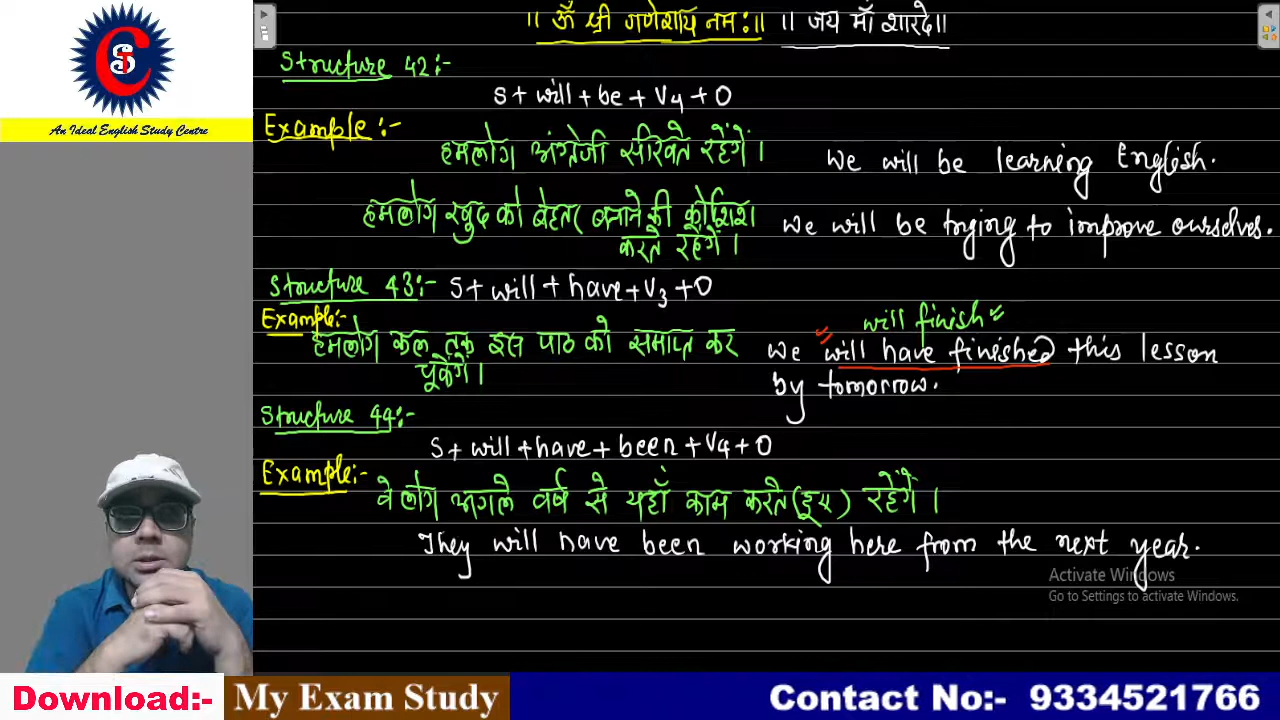 ॥ ॐ श्री गणेशाय नमः॥ ॥ जय माँ शारदे॥
An Ideal English Study Centre
Structure 42:-
S+ will + be + V4 + O
Example :-
हमलोग अंग्रेजी सीखते रहेंगें । We will be learning English.
हमलोग खुद को बेहतर बनाने की कोशिश We will be trying to improve ourselves.
करते रहेंगें ।
Structure 43:- S+ will + have + V3 + O
Example:- will finish
हमलोग कल तक इस पाठ को समाप्त कर We will have finished this lesson
चूकेंगें । by tomorrow.
Structure 44:-
S+ will + have + been + V4 + O
Example:-
वे लोग अगले वर्ष से यहाँ काम करते (हुए) रहेंगें ।
They will have been working here from the next year.
Activate Windows
Go to Settings to activate Windows.
Download:- My Exam Study Contact No:- 9334521766